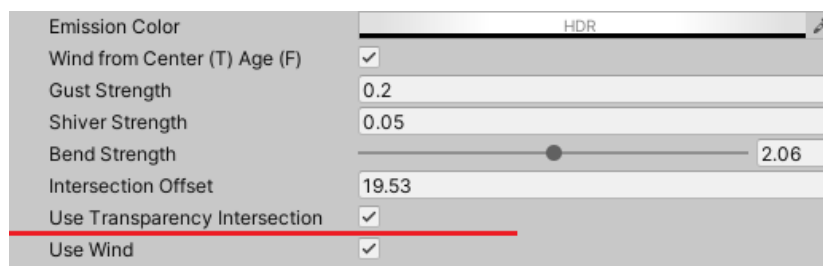 Emission Color HDR
Wind from Center (T) Age (F)
Gust Strength 0.2
Shiver Strength 0.05
Bend Strength 2.06
Intersection Offset 19.53
Use Transparency Intersection
Use Wind